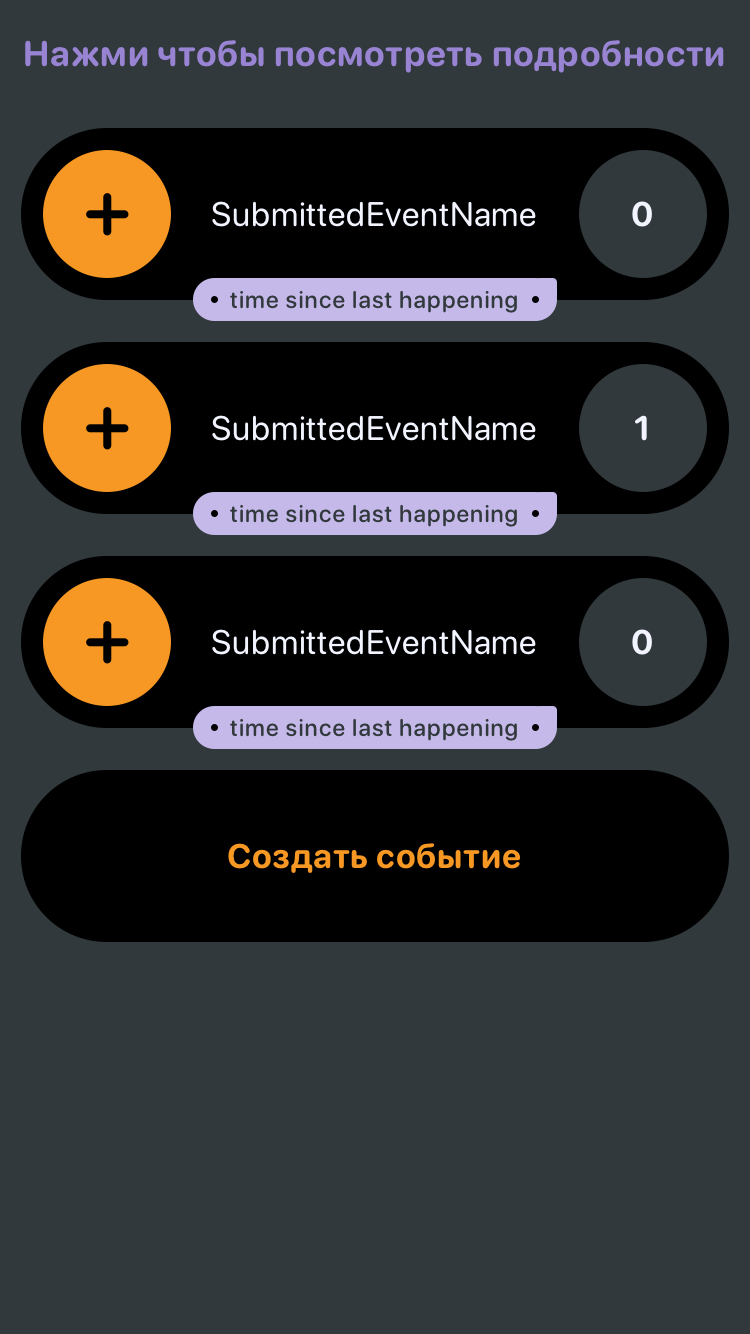 Нажми чтобы посмотреть подробности
SubmittedEventName
0
• time since last happening •
SubmittedEventName
1
• time since last happening •
SubmittedEventName
0
• time since last happening •
Создать событие